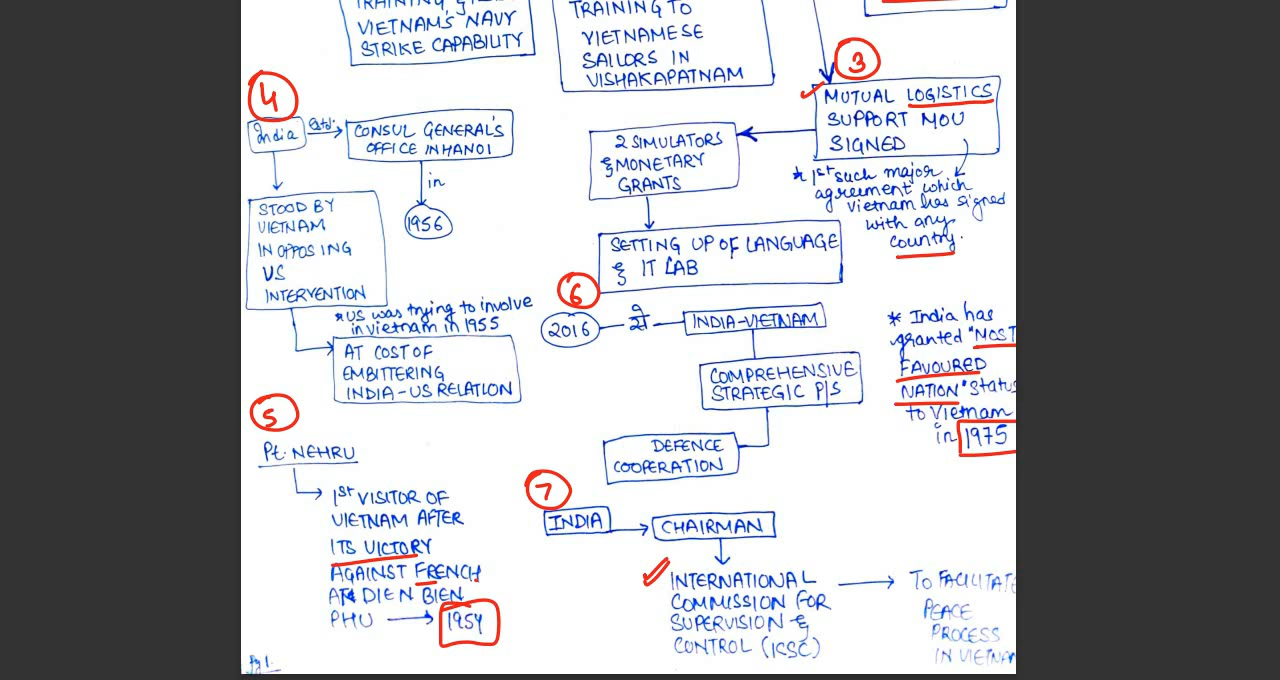 VIETNAM'S NAVY
STRIKE CAPABILITY
TRAINING TO
VIETNAMESE
SAILORS IN
VISHAKAPATNAM
3
MUTUAL LOGISTICS
SUPPORT MOU
SIGNED
* 1st such major
agreement which
Vietnam has signed
with any
country.
2 SIMULATORS
& MONETARY
GRANTS
SETTING UP OF LANGUAGE
& IT LAB
4
India Estd.
CONSUL GENERAL'S
OFFICE IN HANOI
in
1956
STOOD BY
VIETNAM
IN OPPOSING
US
INTERVENTION
* US was trying to involve
in vietnam in 1955
AT COST OF
EMBITTERING
INDIA-US RELATION
5
Pt. NEHRU
1st VISITOR OF
VIETNAM AFTER
ITS VICTORY
AGAINST FRENCH
AT DIEN BIEN
PHU 1954
6
2016 में INDIA-VIETNAM
COMPREHENSIVE
STRATEGIC P/S
DEFENCE
COOPERATION
* India has
granted "MOST
FAVOURED
NATION" Status
to Vietnam
in 1975
7
INDIA CHAIRMAN
INTERNATIONAL
COMMISSION FOR
SUPERVISION &
CONTROL (ICSC)
TO FACILITATE
PEACE
PROCESS
IN VIETNAM
Pg 1.